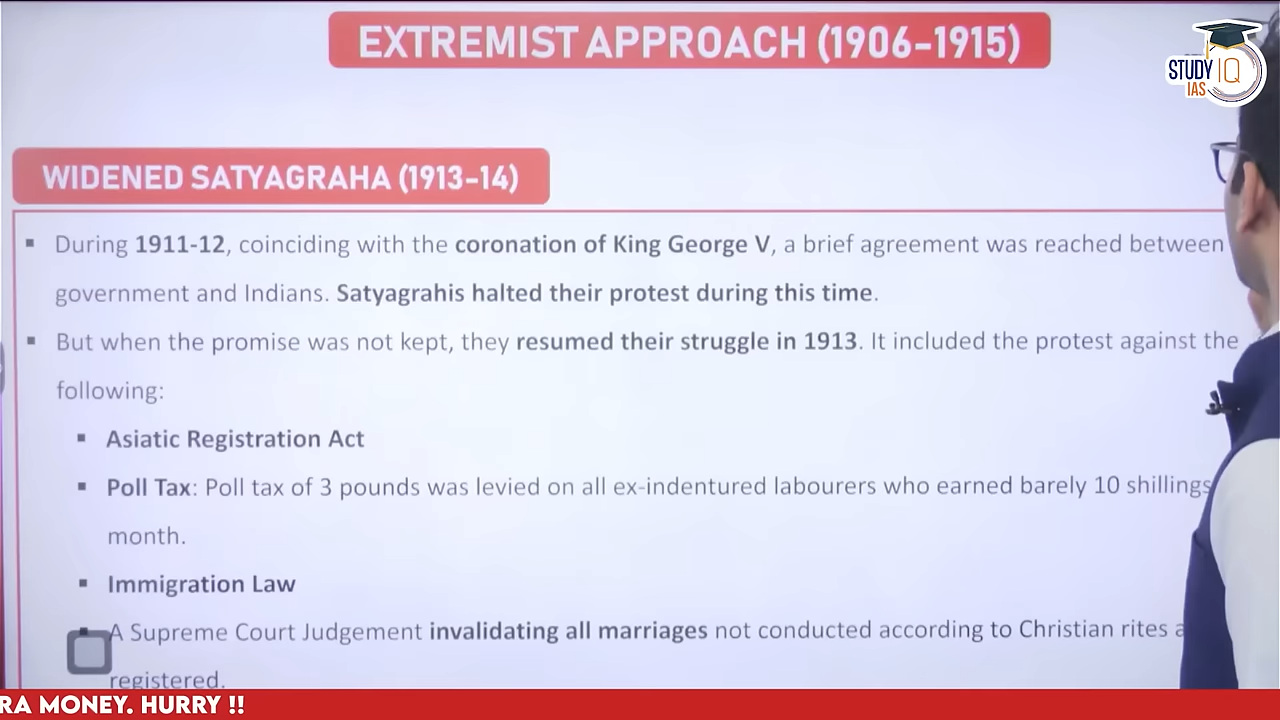 EXTREMIST APPROACH (1906-1915)
STUDY IQ
IAS
WIDENED SATYAGRAHA (1913-14)
▪ During 1911-12, coinciding with the coronation of King George V, a brief agreement was reached between
government and Indians. Satyagrahis halted their protest during this time.
▪ But when the promise was not kept, they resumed their struggle in 1913. It included the protest against the
following:
▪ Asiatic Registration Act
▪ Poll Tax: Poll tax of 3 pounds was levied on all ex-indentured labourers who earned barely 10 shillings
month.
▪ Immigration Law
▪ A Supreme Court Judgement invalidating all marriages not conducted according to Christian rites
registered.
RA MONEY. HURRY !!